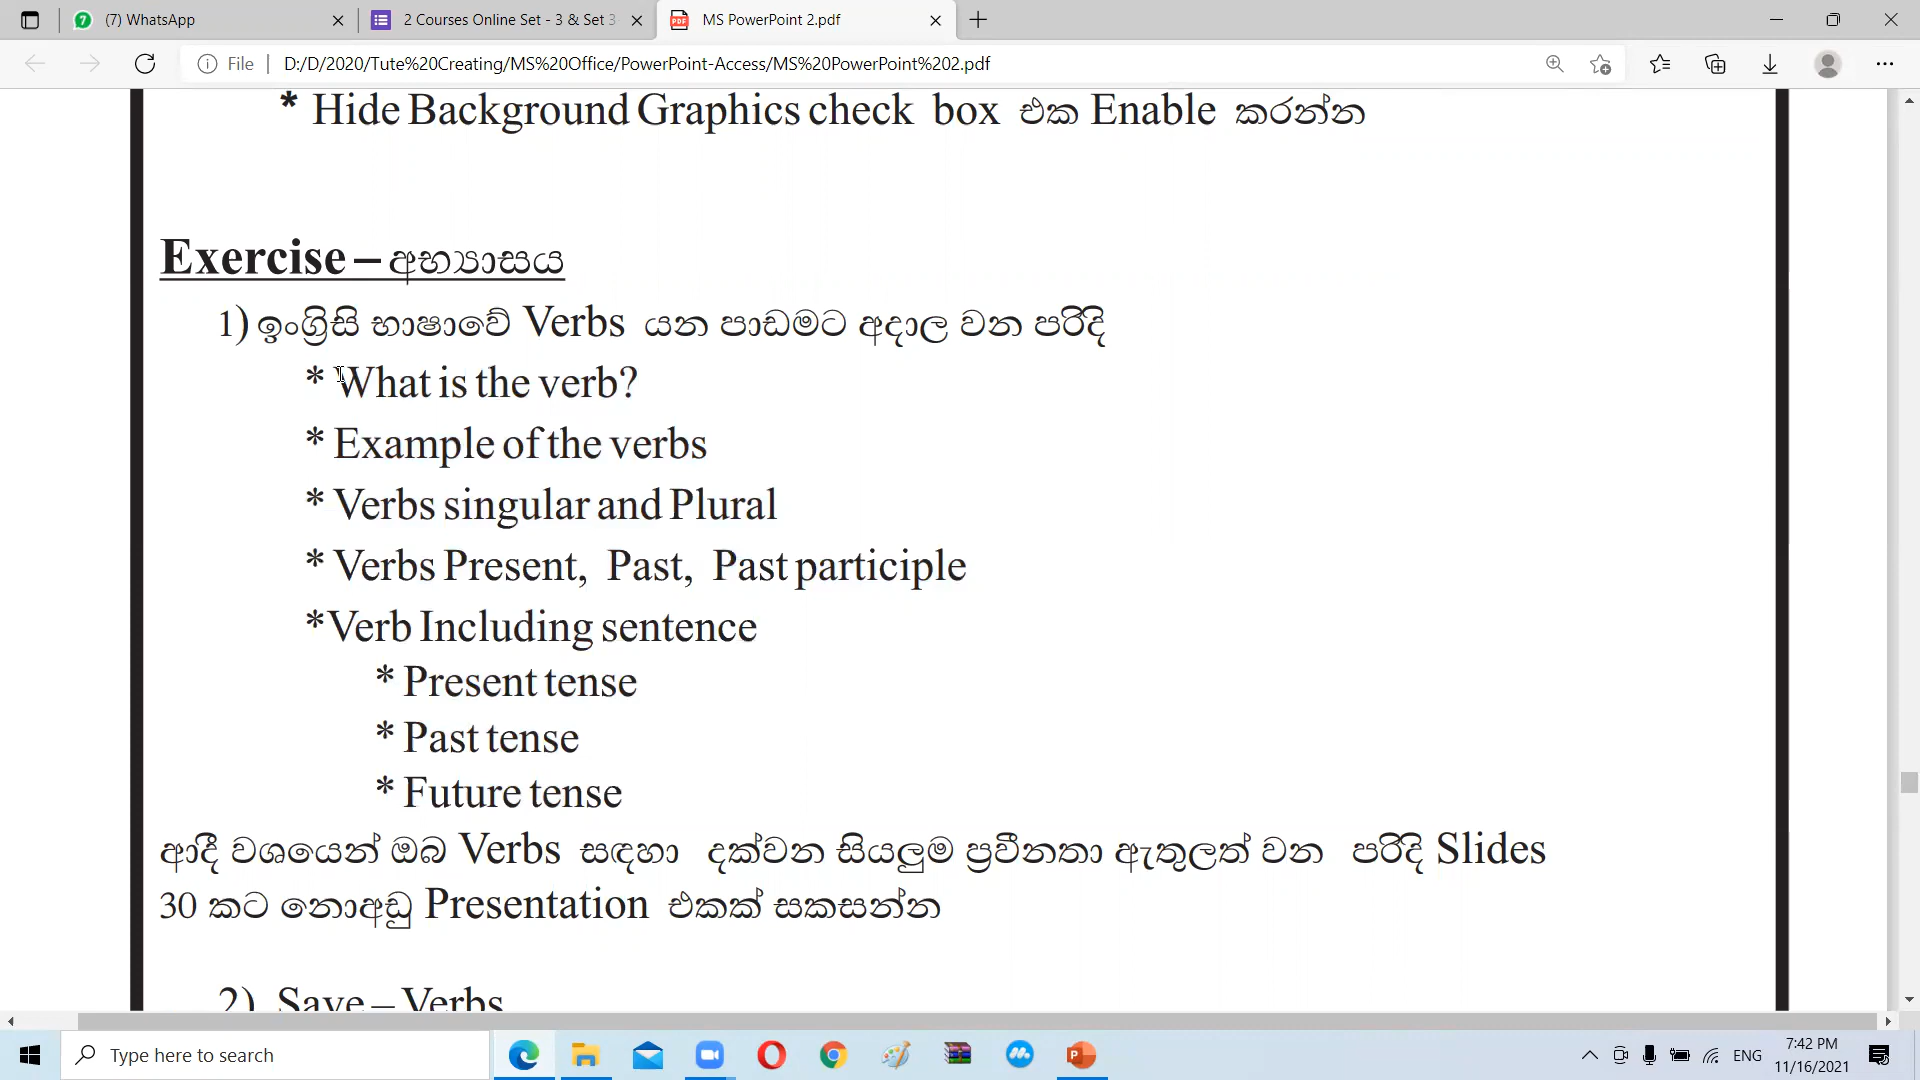 (7) WhatsApp
2 Courses Online Set - 3 & Set 3
MS PowerPoint 2.pdf
File
D:/D/2020/Tute%20Creating/MS%20Office/PowerPoint-Access/MS%20PowerPoint%202.pdf
* Hide Background Graphics check box එක Enable කරන්න
Exercise – අභ්‍යාසය
1) ඉංග්‍රිසි භාෂාවේ Verbs යන පාඩමට අදාල වන පරිදි
* What is the verb?
* Example of the verbs
* Verbs singular and Plural
* Verbs Present, Past, Past participle
*Verb Including sentence
* Present tense
* Past tense
* Future tense
ආදී වශයෙන් ඔබ Verbs සඳහා දක්වන සියලුම ප්‍රවීනතා ඇතුලත් වන පරිදි Slides
30 කට නොඅඩු Presentation එකක් සකසන්න
2) Save – Verbs
Type here to search
ENG
7:42 PM
11/16/2021